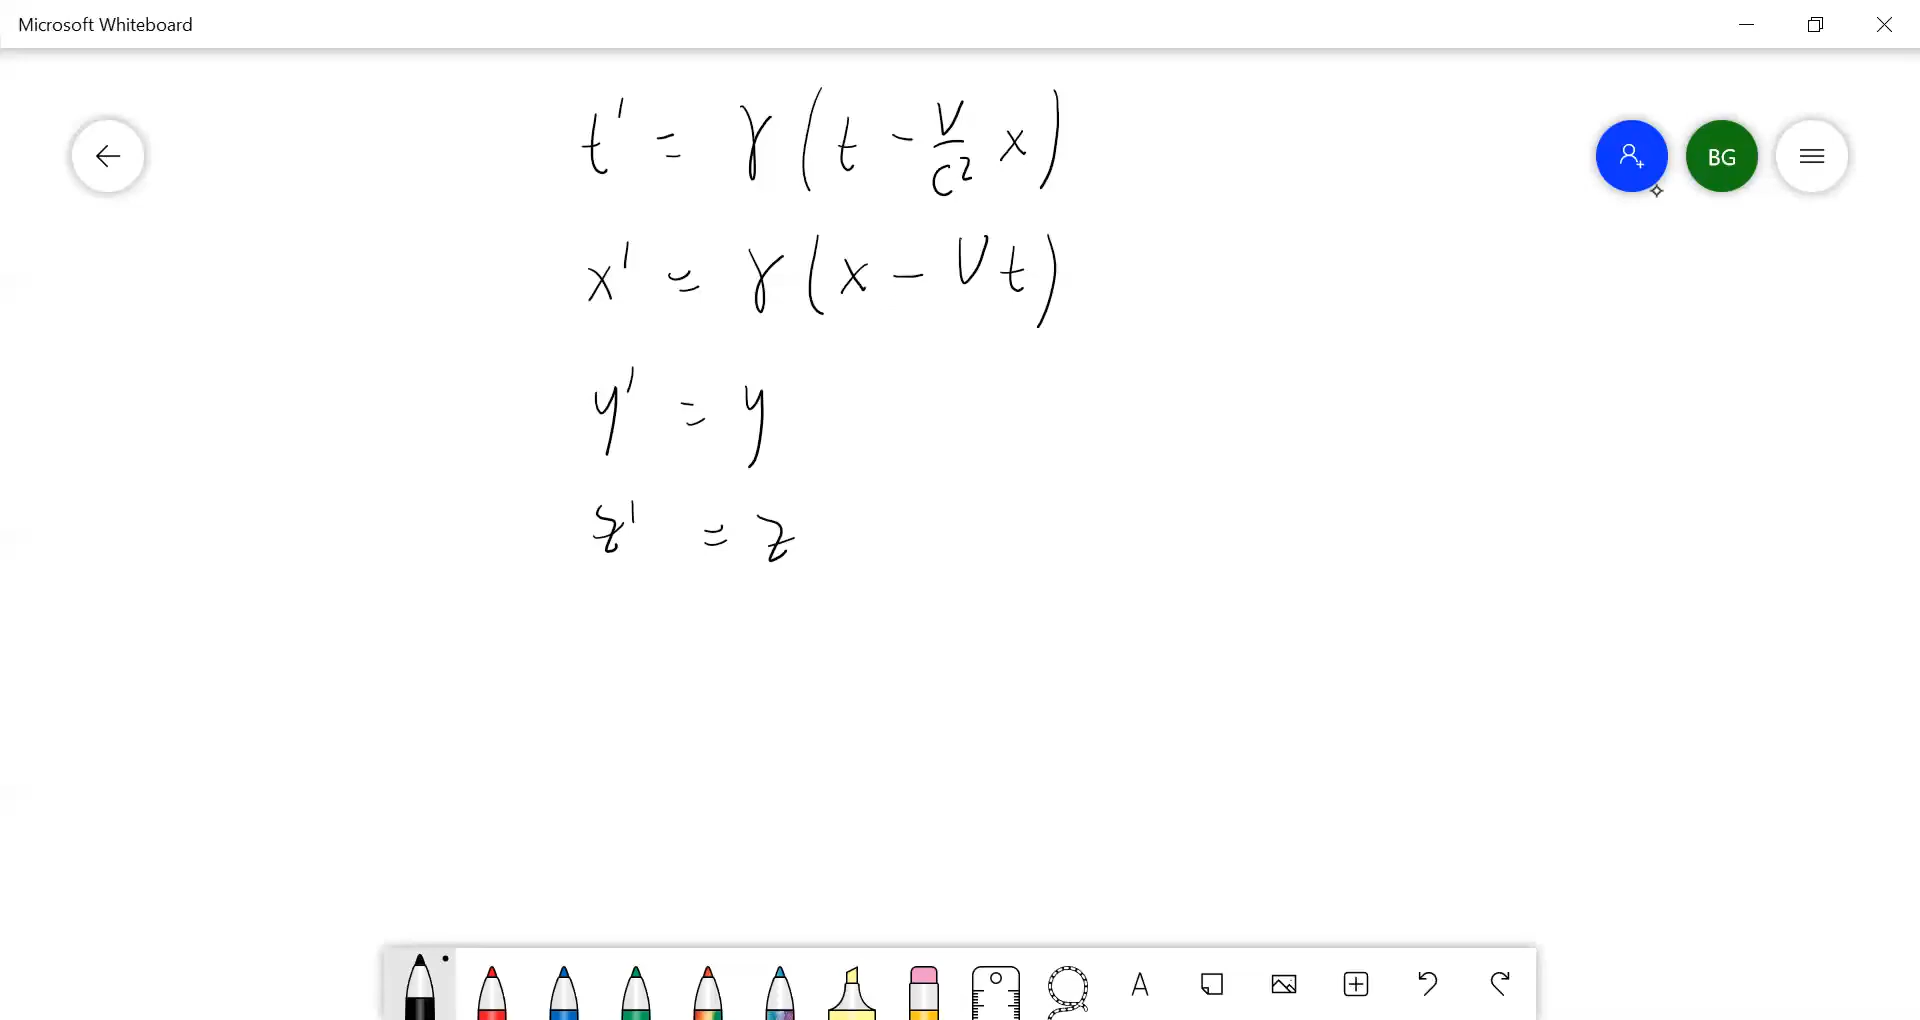 Microsoft Whiteboard
t' = γ(t - V/c² x)
BG
x' = γ(x - Vt)
y' = y
z' = z
A